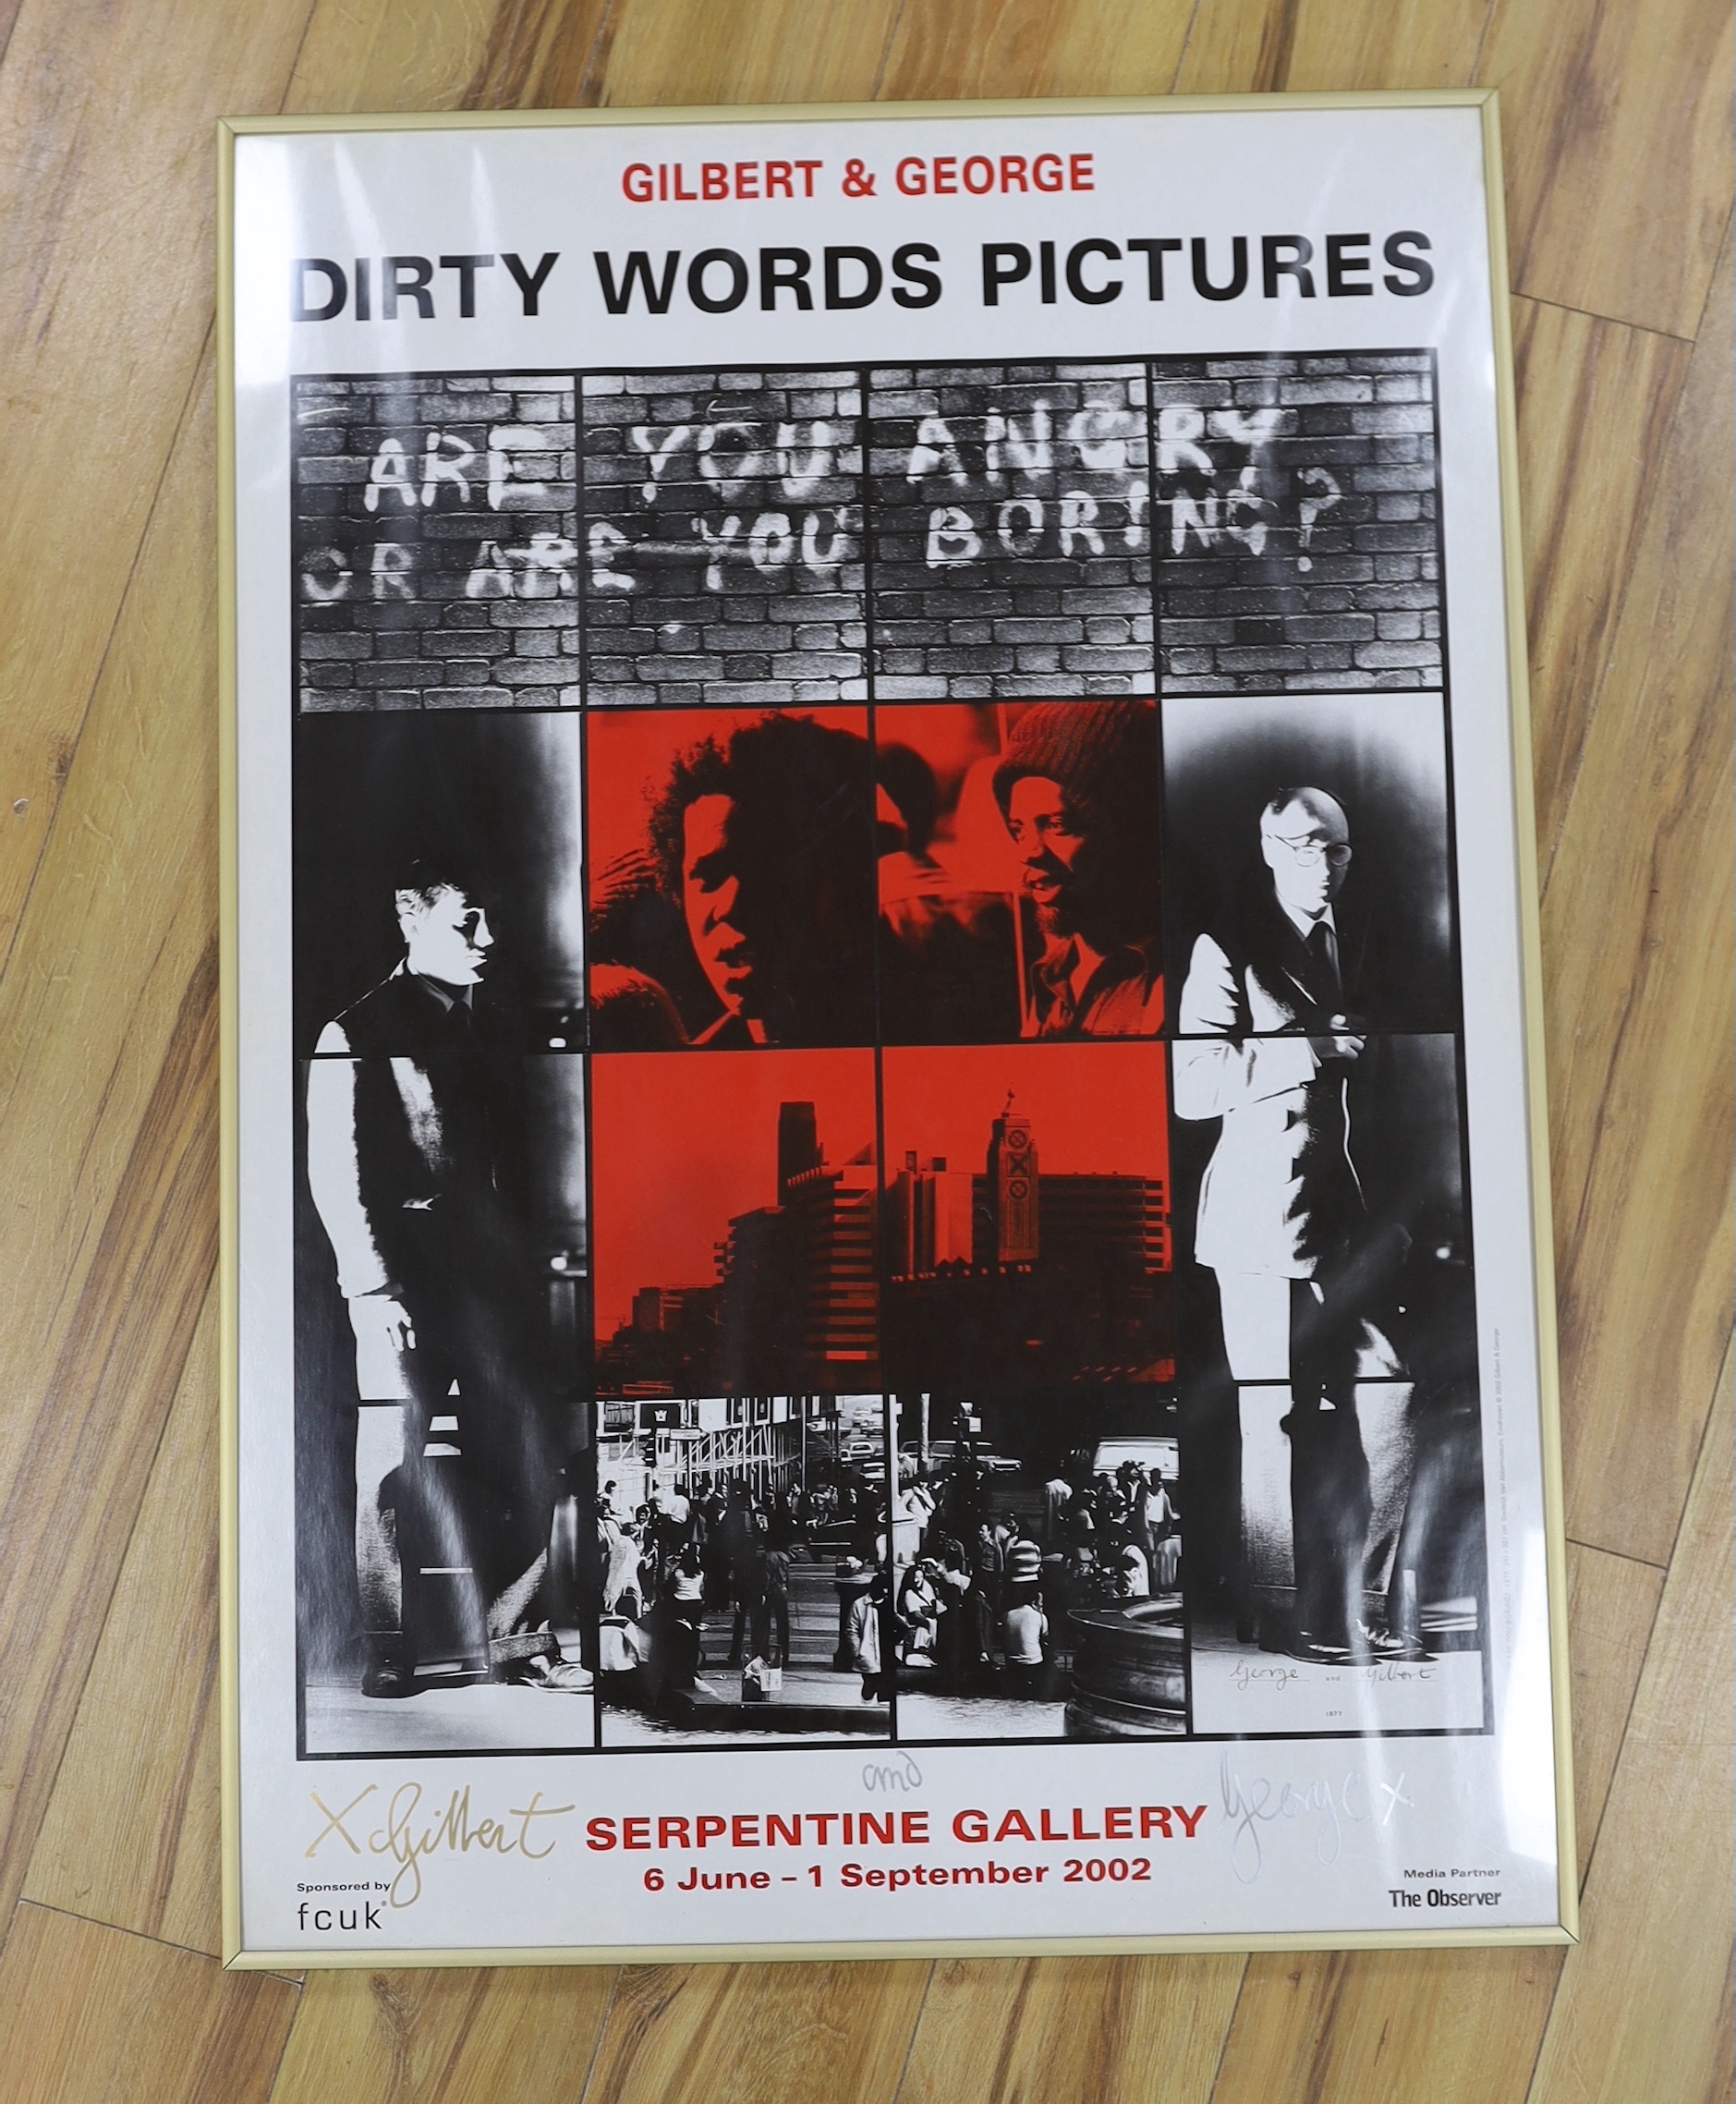 GILBERT & GEORGE
DIRTY WORDS PICTURES
ARE YOU ANGRY
OR ARE YOU BORING?
George and Gilbert
1977
X Gilbert
and
George X
SERPENTINE GALLERY
6 June – 1 September 2002
Sponsored by
fcuk
Media Partner
The Observer